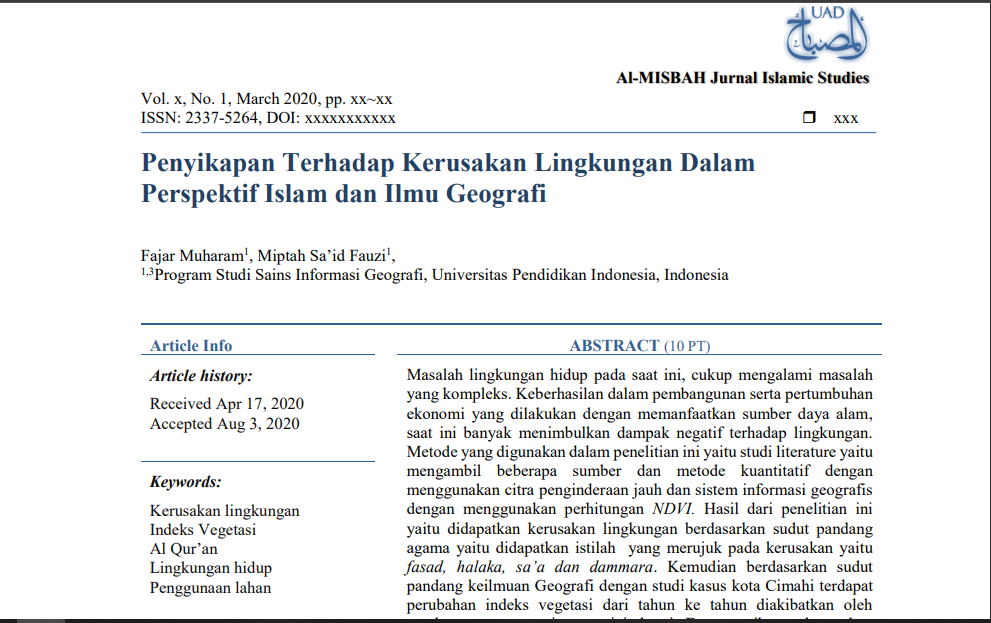 UAD
المصباح
Al-MISBAH Jurnal Islamic Studies
Vol. x, No. 1, March 2020, pp. xx~xx
ISSN: 2337-5264, DOI: xxxxxxxxxxx
❒ xxx
Penyikapan Terhadap Kerusakan Lingkungan Dalam
Perspektif Islam dan Ilmu Geografi
Fajar Muharam¹, Miptah Sa’id Fauzi¹,
¹,³Program Studi Sains Informasi Geografi, Universitas Pendidikan Indonesia, Indonesia
Article Info
Article history:
Received Apr 17, 2020
Accepted Aug 3, 2020
Keywords:
Kerusakan lingkungan
Indeks Vegetasi
Al Qur’an
Lingkungan hidup
Penggunaan lahan
ABSTRACT (10 PT)
Masalah lingkungan hidup pada saat ini, cukup mengalami masalah
yang kompleks. Keberhasilan dalam pembangunan serta pertumbuhan
ekonomi yang dilakukan dengan memanfaatkan sumber daya alam,
saat ini banyak menimbulkan dampak negatif terhadap lingkungan.
Metode yang digunakan dalam penelitian ini yaitu studi literature yaitu
mengambil beberapa sumber dan metode kuantitatif dengan
menggunakan citra penginderaan jauh dan sistem informasi geografis
dengan menggunakan perhitungan NDVI. Hasil dari penelitian ini
yaitu didapatkan kerusakan lingkungan berdasarkan sudut pandang
agama yaitu didapatkan istilah yang merujuk pada kerusakan yaitu
fasad, halaka, sa’a dan dammara. Kemudian berdasarkan sudut
pandang keilmuan Geografi dengan studi kasus kota Cimahi terdapat
perubahan indeks vegetasi dari tahun ke tahun diakibatkan oleh